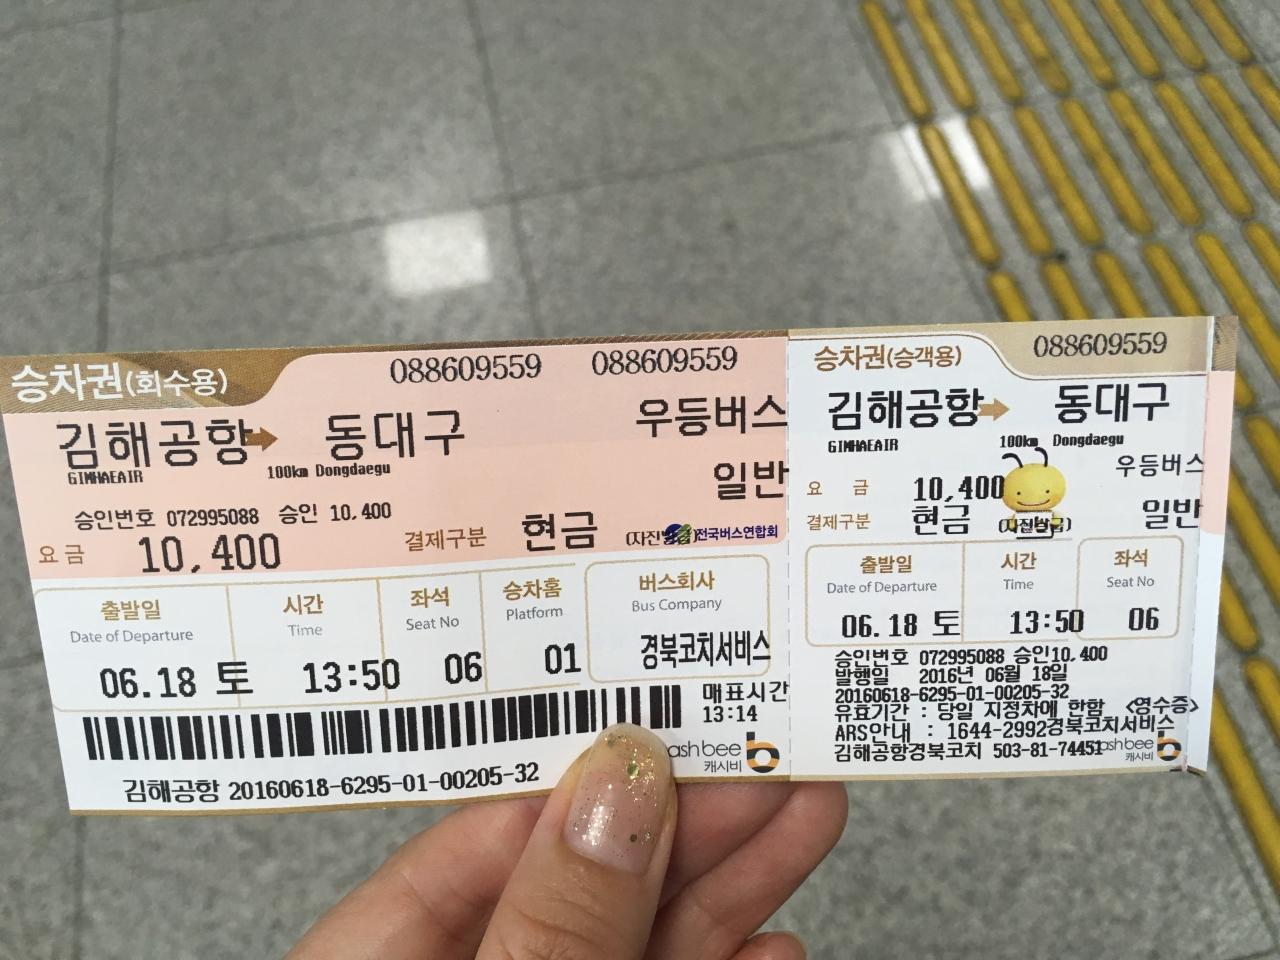 승차권(회수용) 088609559 088609559
김해공항 → 동대구 우등버스
GIMHAEAIR 100km Dongdaegu
일반
승인번호 072995088 승인 10,400
요금 10,400 결제구분 현금 전국버스연합회
출발일 시간 좌석 승차홈 버스회사
Date of Departure Time Seat No Platform Bus Company
06.18 토 13:50 06 01 경북코치서비스
매표시간
13:14
김해공항 20160618-6295-01-00205-32
ash bee
캐시비
승차권(승객용) 088609559
김해공항 → 동대구
GIMHAEAIR 100km Dongdaegu
우등버스
요금 10,400
결제구분 현금 일반
출발일 시간 좌석
Date of Departure Time Seat No
06.18 토 13:50 06
승인번호 072995088 승인10,400
발행일 2016년 06월 18일
20160618-6295-01-00205-32
유효기간 : 당일 지정차에 한함 <영수증>
ARS안내 : 1644-2992경북코치서비스
김해공항경북코치 503-81-74451
ash bee
캐시비